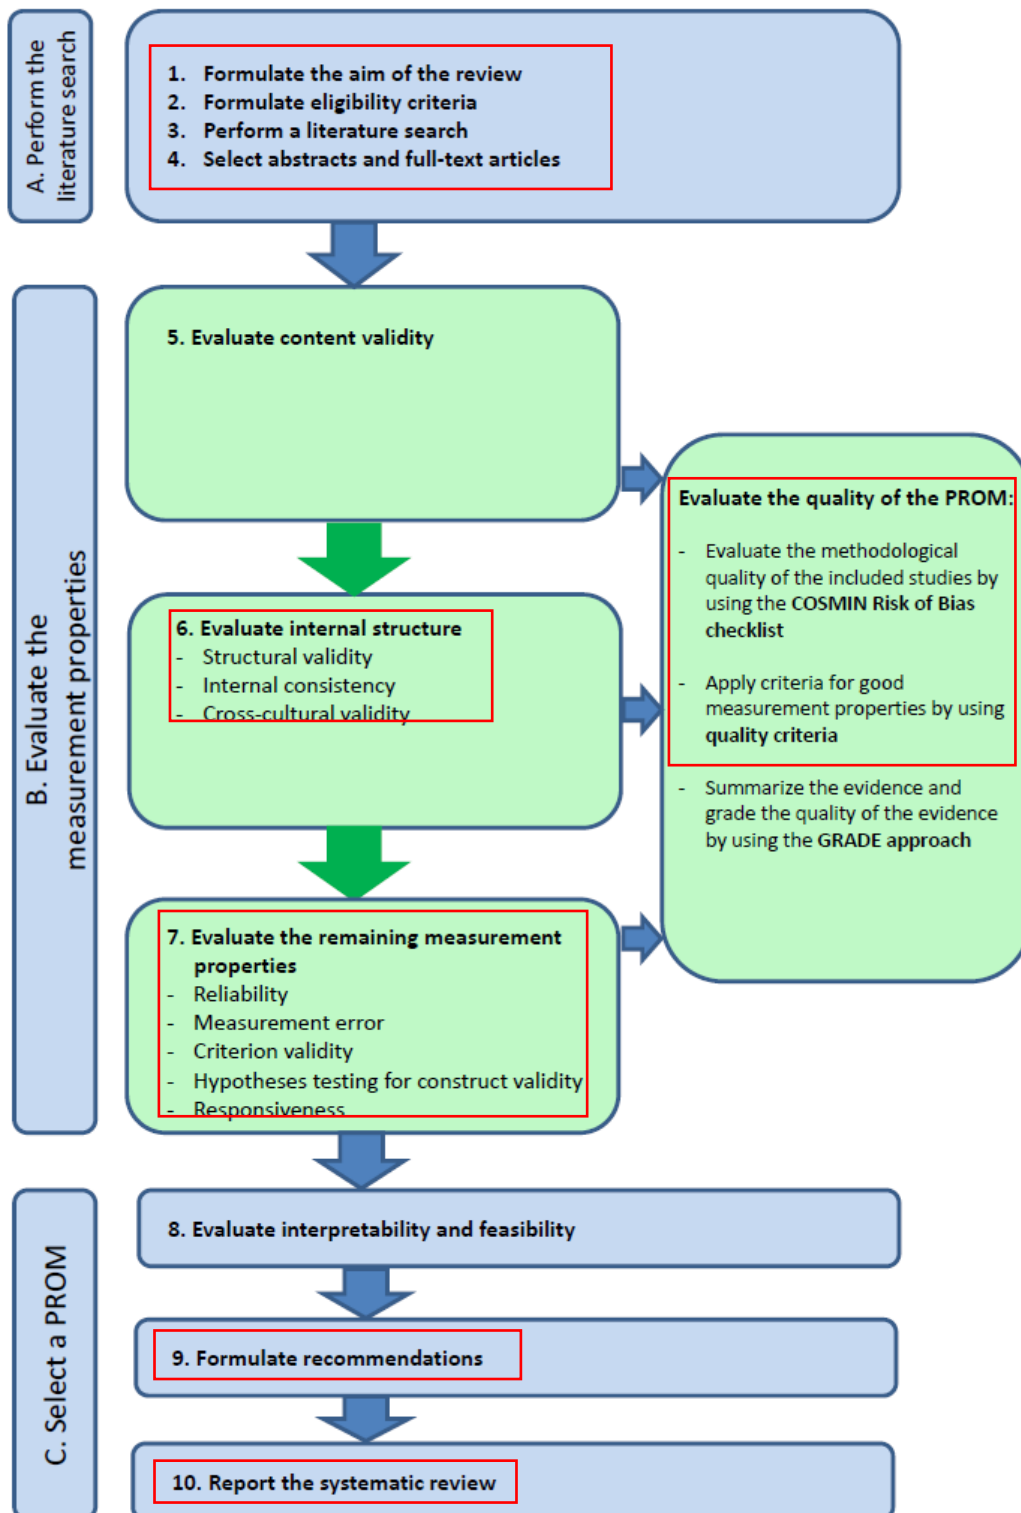 A. Perform the
literature search
1. Formulate the aim of the review
2. Formulate eligibility criteria
3. Perform a literature search
4. Select abstracts and full-text articles
B. Evaluate the
measurement properties
5. Evaluate content validity
6. Evaluate internal structure
- Structural validity
- Internal consistency
- Cross-cultural validity
7. Evaluate the remaining measurement
properties
- Reliability
- Measurement error
- Criterion validity
- Hypotheses testing for construct validity
- Responsiveness
Evaluate the quality of the PROM:
- Evaluate the methodological
quality of the included studies by
using the COSMIN Risk of Bias
checklist
- Apply criteria for good
measurement properties by using
quality criteria
- Summarize the evidence and
grade the quality of the evidence
by using the GRADE approach
C. Select a PROM
8. Evaluate interpretability and feasibility
9. Formulate recommendations
10. Report the systematic review